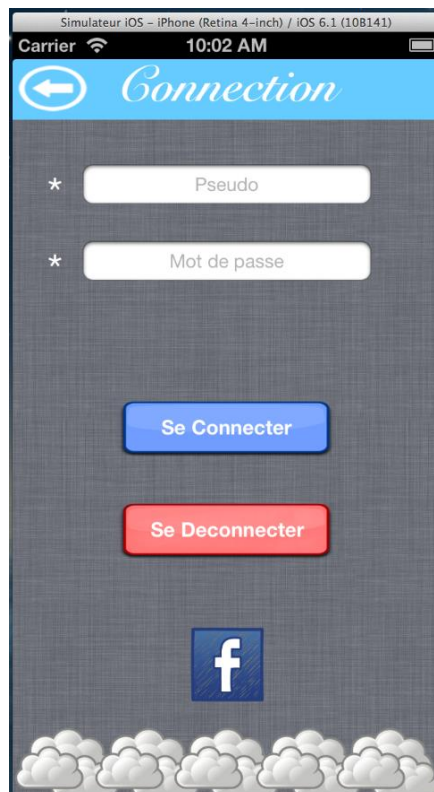 Simulateur iOS – iPhone (Retina 4-inch) / iOS 6.1 (10B141)
Carrier 10:02 AM
Connection
* Pseudo
* Mot de passe
Se Connecter
Se Deconnecter
f